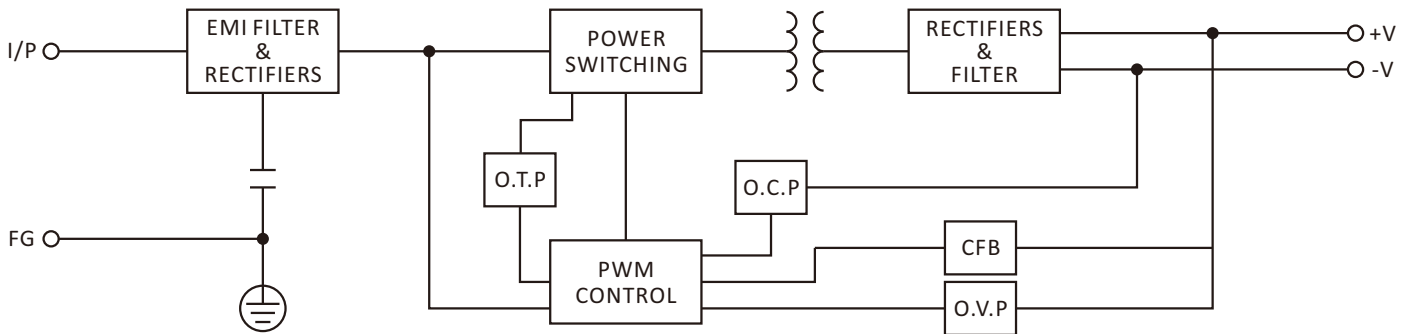 I/P
EMI FILTER
&
RECTIFIERS
POWER
SWITCHING
RECTIFIERS
&
FILTER
+V
-V
O.T.P
O.C.P
FG
PWM
CONTROL
CFB
O.V.P